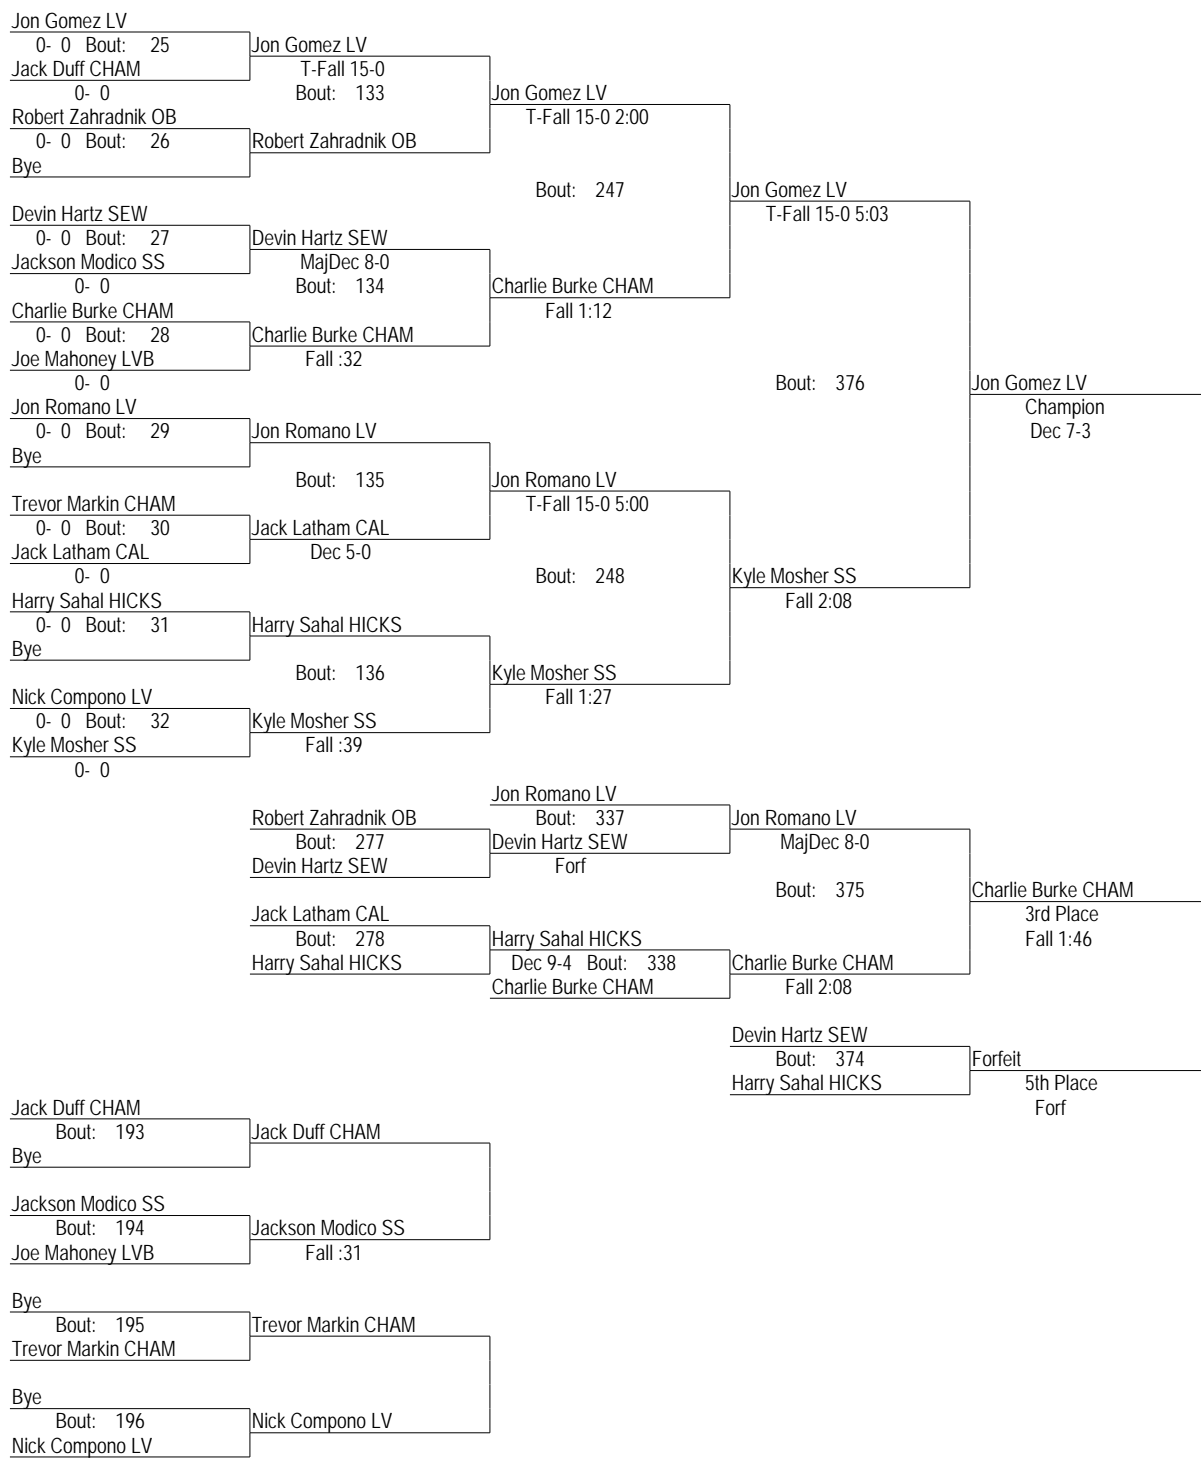 Jon Gomez LV
0- 0 Bout: 25 Jon Gomez LV
Jack Duff CHAM T-Fall 15-0
0- 0 Bout: 133 Jon Gomez LV
Robert Zahradnik OB T-Fall 15-0 2:00
0- 0 Bout: 26 Robert Zahradnik OB
Bye
Bout: 247 Jon Gomez LV
Devin Hartz SEW T-Fall 15-0 5:03
0- 0 Bout: 27 Devin Hartz SEW
Jackson Modico SS MajDec 8-0
0- 0 Bout: 134 Charlie Burke CHAM
Charlie Burke CHAM Fall 1:12
0- 0 Bout: 28 Charlie Burke CHAM
Joe Mahoney LVB Fall :32
0- 0 Bout: 376 Jon Gomez LV
Jon Romano LV Champion
0- 0 Bout: 29 Jon Romano LV Dec 7-3
Bye
Bout: 135 Jon Romano LV
Trevor Markin CHAM T-Fall 15-0 5:00
0- 0 Bout: 30 Jack Latham CAL
Jack Latham CAL Dec 5-0
0- 0 Bout: 248 Kyle Mosher SS
Harry Sahal HICKS Fall 2:08
0- 0 Bout: 31 Harry Sahal HICKS
Bye
Bout: 136 Kyle Mosher SS
Nick Compono LV Fall 1:27
0- 0 Bout: 32 Kyle Mosher SS
Kyle Mosher SS Fall :39
0- 0
Jon Romano LV
Robert Zahradnik OB Bout: 337 Jon Romano LV
Bout: 277 Devin Hartz SEW MajDec 8-0
Devin Hartz SEW Forf
Bout: 375 Charlie Burke CHAM
Jack Latham CAL 3rd Place
Bout: 278 Harry Sahal HICKS Fall 1:46
Harry Sahal HICKS Dec 9-4 Bout: 338 Charlie Burke CHAM
Charlie Burke CHAM Fall 2:08
Devin Hartz SEW
Bout: 374 Forfeit
Harry Sahal HICKS 5th Place
Jack Duff CHAM Forf
Bout: 193 Jack Duff CHAM
Bye
Jackson Modico SS
Bout: 194 Jackson Modico SS
Joe Mahoney LVB Fall :31
Bye
Bout: 195 Trevor Markin CHAM
Trevor Markin CHAM
Bye
Bout: 196 Nick Compono LV
Nick Compono LV